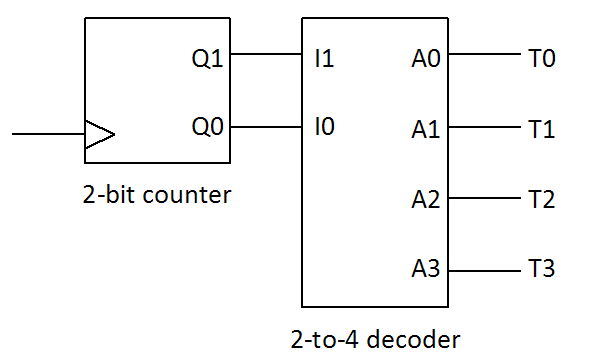 Q1 I1 A0 T0
Q0 I0 A1 T1
2-bit counter
A2 T2
A3 T3
2-to-4 decoder